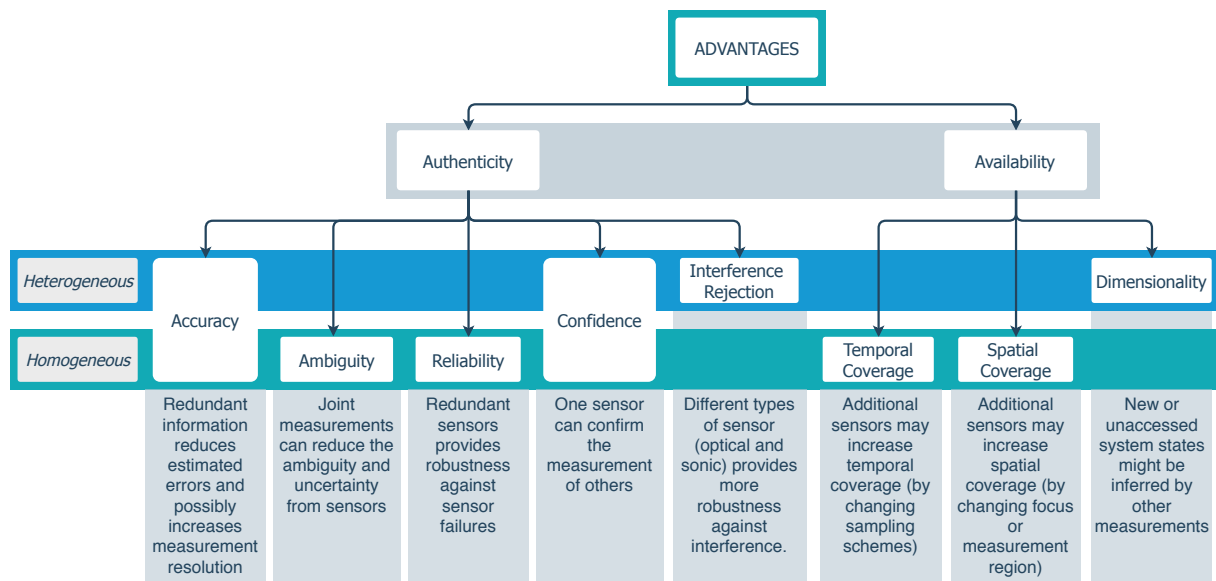 ADVANTAGES
Authenticity
Availability
Heterogeneous
Accuracy
Confidence
Interference
Rejection
Dimensionality
Homogeneous
Ambiguity
Reliability
Temporal
Coverage
Spatial
Coverage
Redundant
information
reduces
estimated
errors and
possibly
increases
measurement
resolution
Joint
measurements
can reduce the
ambiguity and
uncertainty
from sensors
Redundant
sensors
provides
robustness
against
sensor
failures
One sensor
can confirm
the
measurement
of others
Different types
of sensor
(optical and
sonic) provides
more
robustness
against
interference.
Additional
sensors may
increase
temporal
coverage (by
changing
sampling
schemes)
Additional
sensors may
increase
spatial
coverage (by
changing focus
or
measurement
region)
New or
unaccessed
system states
might be
inferred by
other
measurements